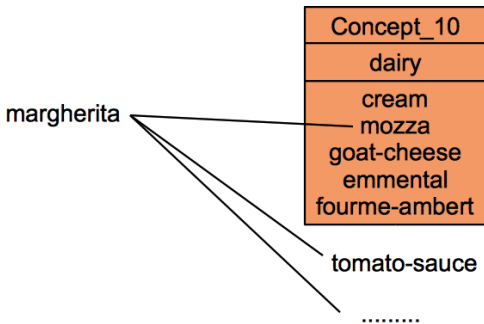 Concept_10
dairy
margherita
cream
mozza
goat-cheese
emmental
fourme-ambert
tomato-sauce
.........